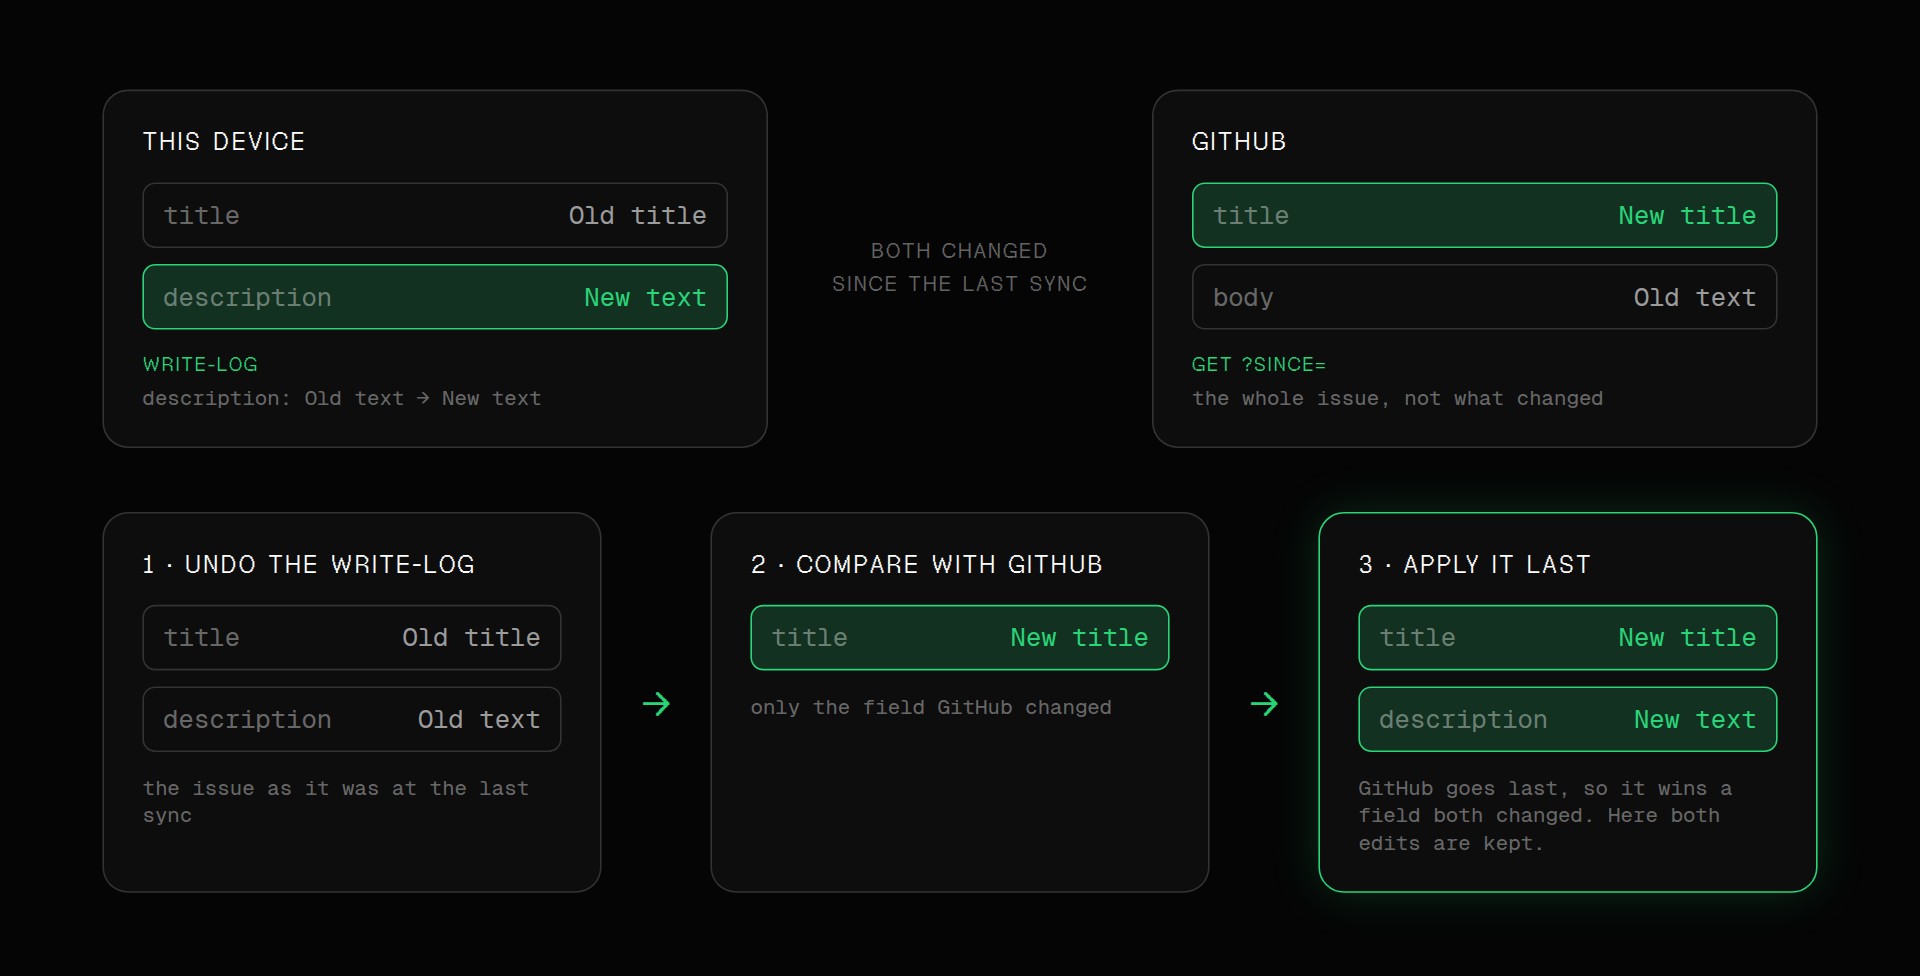 THIS DEVICE
title Old title
description New text
WRITE-LOG
description: Old text → New text
BOTH CHANGED
SINCE THE LAST SYNC
GITHUB
title New title
body Old text
GET ?SINCE=
the whole issue, not what changed
1 · UNDO THE WRITE-LOG
title Old title
description Old text
the issue as it was at the last
sync
→
2 · COMPARE WITH GITHUB
title New title
only the field GitHub changed
→
3 · APPLY IT LAST
title New title
description New text
GitHub goes last, so it wins a
field both changed. Here both
edits are kept.